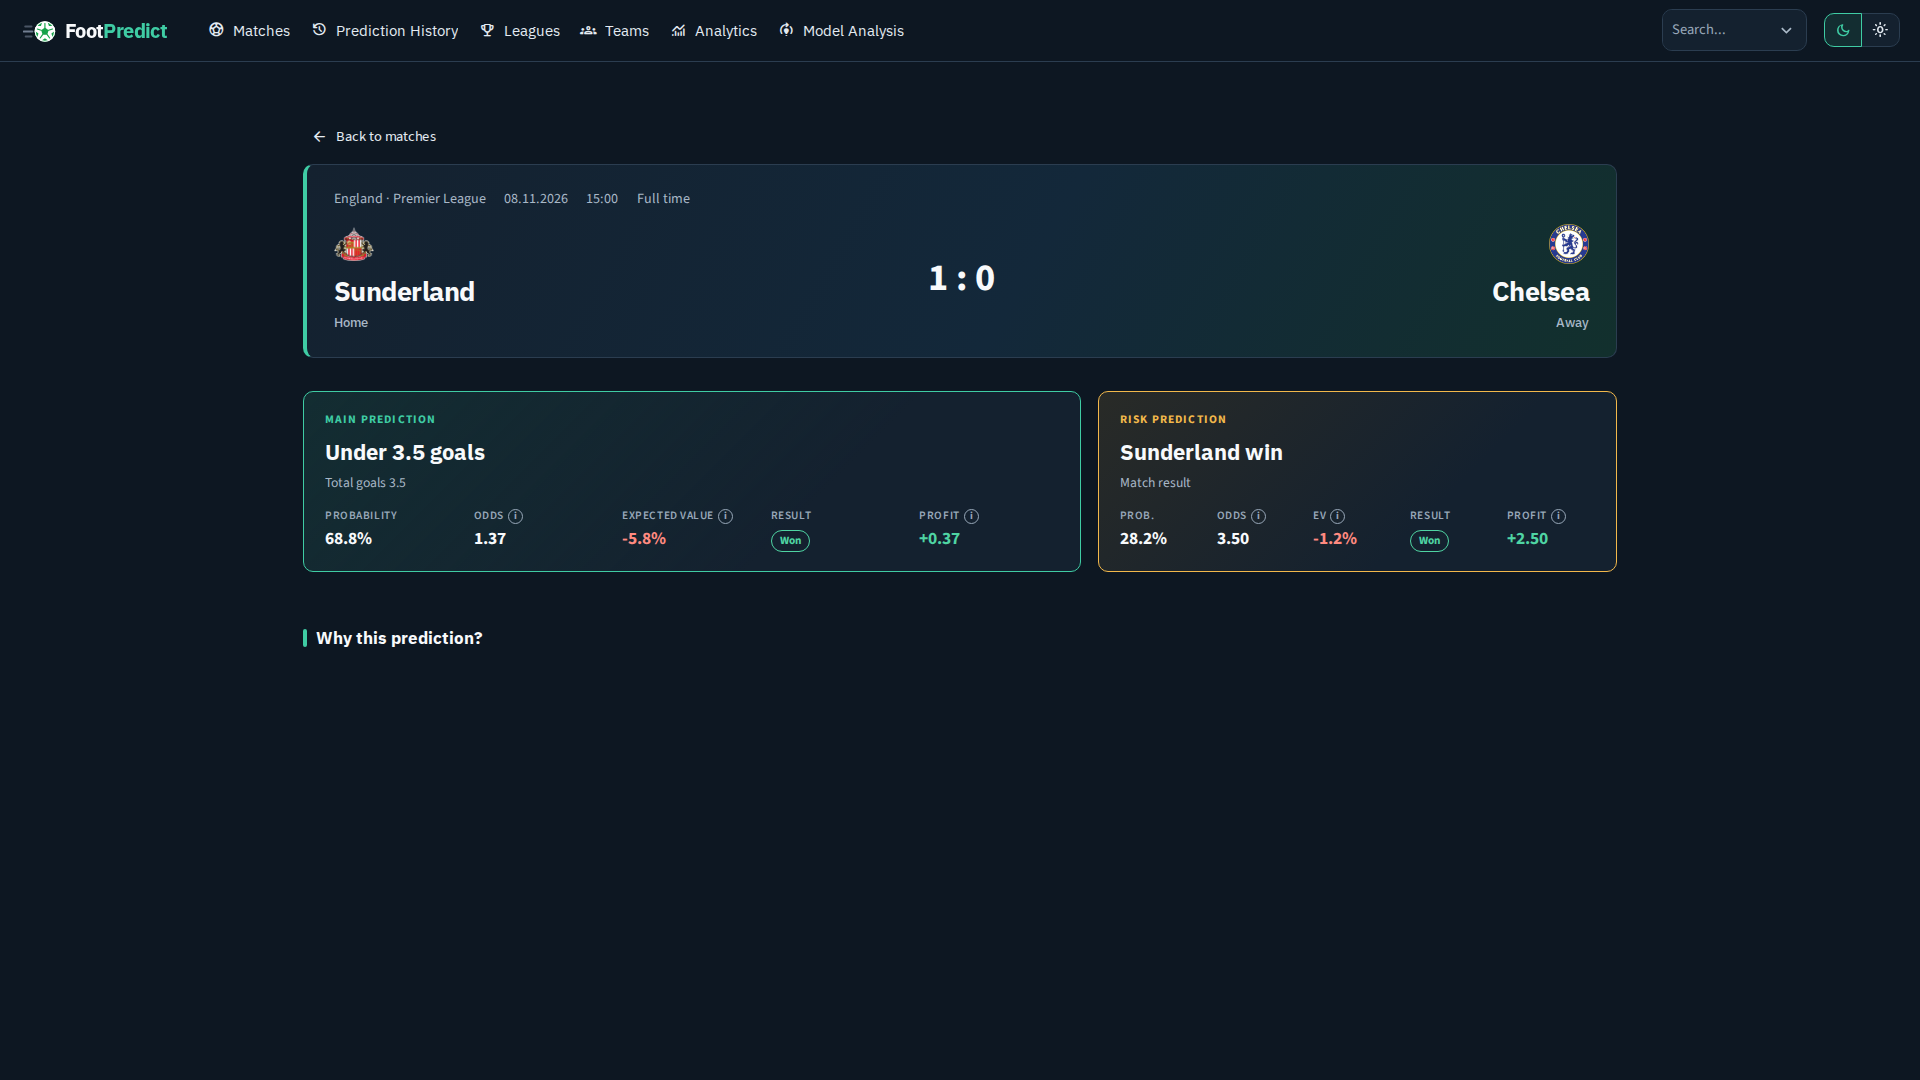 FootPredict
Matches
Prediction History
Leagues
Teams
Analytics
Model Analysis
Search...
Back to matches
England · Premier League 08.11.2026 15:00 Full time
Sunderland
Home
1 : 0
Chelsea
Away
MAIN PREDICTION
Under 3.5 goals
Total goals 3.5
PROBABILITY ODDS EXPECTED VALUE RESULT PROFIT
68.8% 1.37 -5.8% Won +0.37
RISK PREDICTION
Sunderland win
Match result
PROB. ODDS EV RESULT PROFIT
28.2% 3.50 -1.2% Won +2.50
Why this prediction?